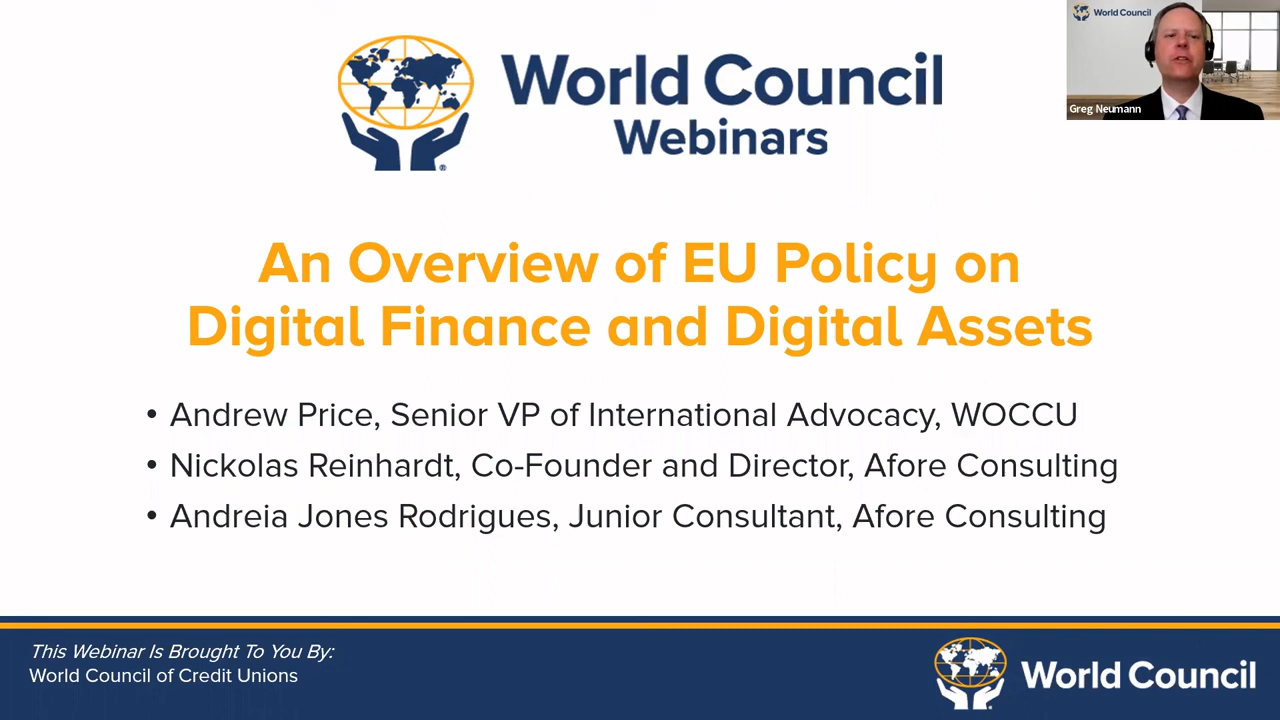 World Council
Greg Neumann
World Council
Webinars
®
An Overview of EU Policy on
Digital Finance and Digital Assets
• Andrew Price, Senior VP of International Advocacy, WOCCU
• Nickolas Reinhardt, Co-Founder and Director, Afore Consulting
• Andreia Jones Rodrigues, Junior Consultant, Afore Consulting
This Webinar Is Brought To You By:
World Council of Credit Unions
World Council